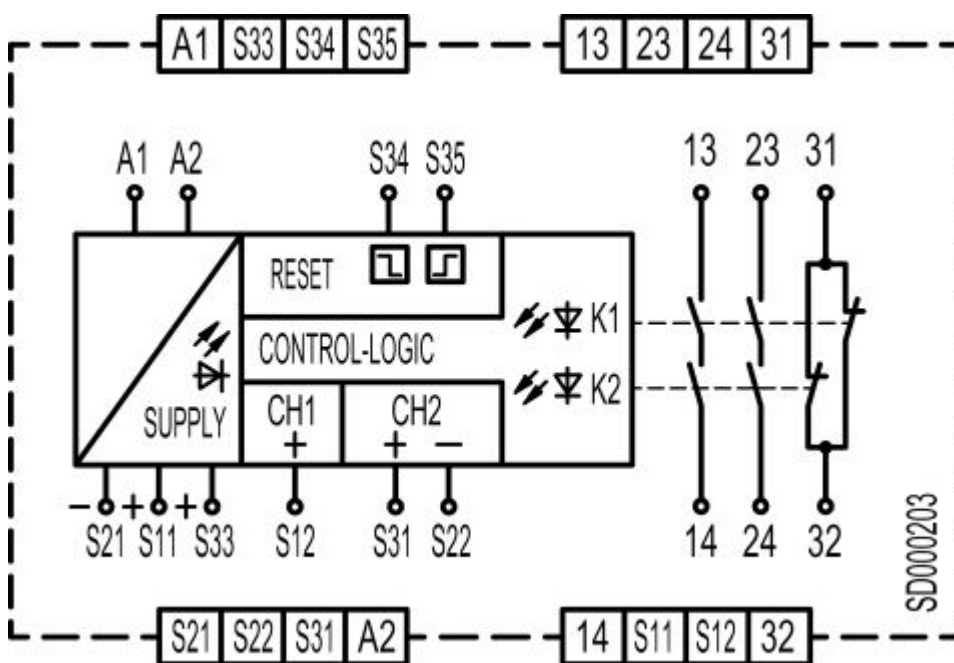 A1 S33 S34 S35 13 23 24 31
A1 A2 S34 S35 13 23 31
RESET
K1
CONTROL-LOGIC
K2
SUPPLY CH1 CH2
+ + −
− + +
S21 S11 S33 S12 S31 S22 14 24 32
SD000203
S21 S22 S31 A2 14 S11 S12 32